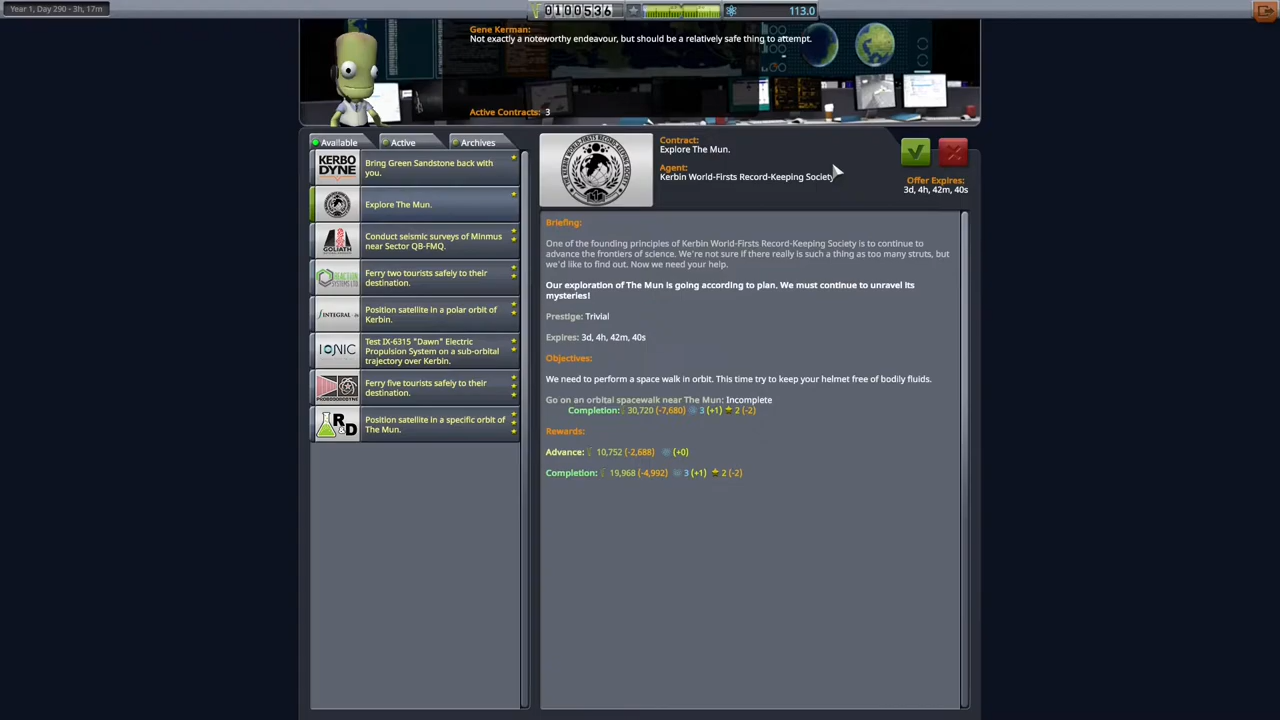 Year 1, Day 290 - 3h, 17m
0100536
113.0
Gene Kerman:
Not exactly a noteworthy endeavour, but should be a relatively safe thing to attempt.
Active Contracts: 3
Available
Active
Archives
KERBO
DYNE
Bring Green Sandstone back with
you.
Explore The Mun.
GOLIATH
Conduct seismic surveys of Minmus
near Sector QB-FMQ.
REACTION
SYSTEMS LTD
Ferry two tourists safely to their
destination.
INTEGRAL
Position satellite in a polar orbit of
Kerbin.
IONIC
Test IX-6315 "Dawn" Electric
Propulsion System on a sub-orbital
trajectory over Kerbin.
Ferry five tourists safely to their
destination.
R&D
Position satellite in a specific orbit of
The Mun.
Contract:
Explore The Mun.
Agent:
Kerbin World-Firsts Record-Keeping Society
Offer Expires:
3d, 4h, 42m, 40s
Briefing:
One of the founding principles of Kerbin World-Firsts Record-Keeping Society is to continue to
advance the frontiers of science. We're not sure if there really is such a thing as too many struts, but
we'd like to find out. Now we need your help.
Our exploration of The Mun is going according to plan. We must continue to unravel its
mysteries!
Prestige: Trivial
Expires: 3d, 4h, 42m, 40s
Objectives:
We need to perform a space walk in orbit. This time try to keep your helmet free of bodily fluids.
Go on an orbital spacewalk near The Mun: Incomplete
Completion: 30,720 (-7,680) 3 (+1) 2 (-2)
Rewards:
Advance: 10,752 (-2,688) (+0)
Completion: 19,968 (-4,992) 3 (+1) 2 (-2)